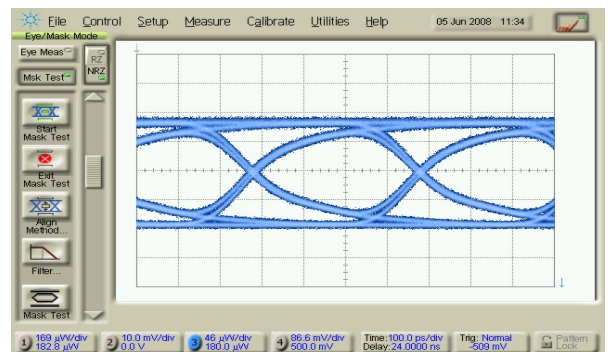 File Control Setup Measure Calibrate Utilities Help 05 Jun 2008 11:34
Eye/Mask Mode
Eye Meas
RZ
NRZ
Msk Test
Start
Mask Test
Exit
Mask Test
Align
Method...
Filter...
Mask Test
1) 169 µW/div
182.8 µW
2) 10.0 mV/div
0.0 V
3) 46 µW/div
180.0 µW
4) 86.6 mV/div
500.0 mV
Time:100.0 ps/div
Delay:24.0000 ns
Trig: Normal
-509 mV
Pattern
Lock